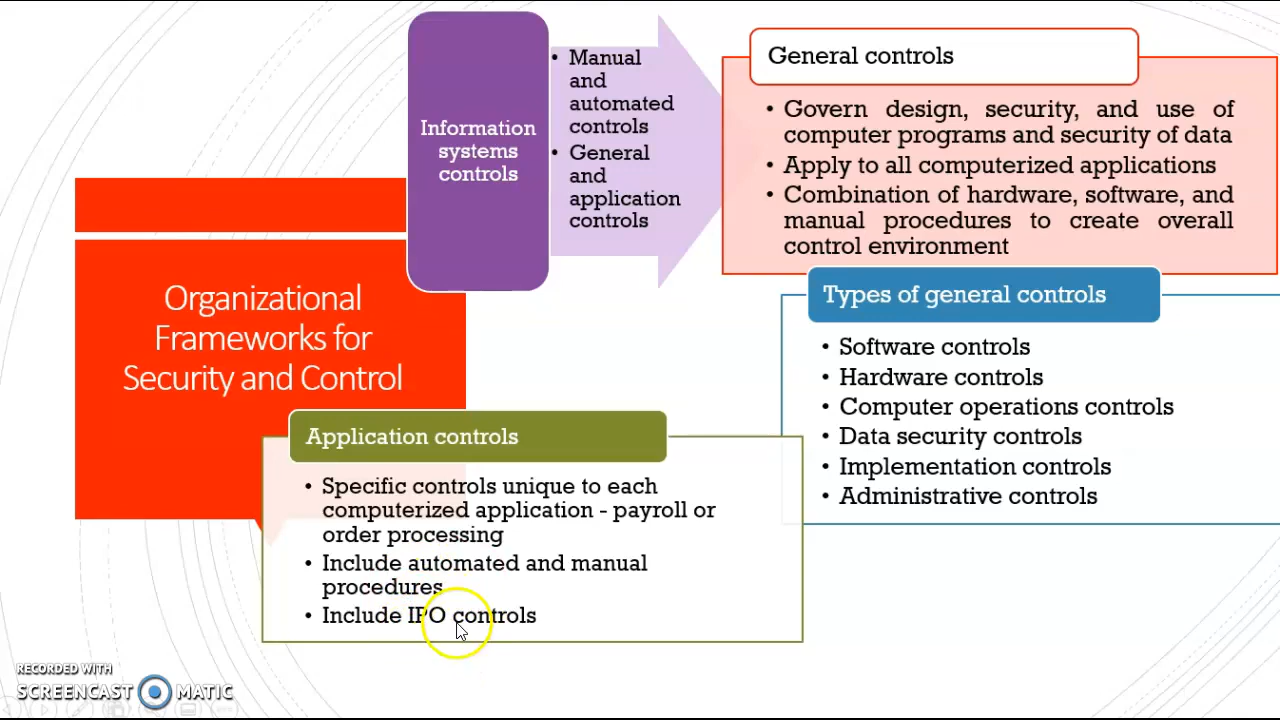 Information
systems
controls
• Manual
and
automated
controls
• General
and
application
controls
General controls
• Govern design, security, and use of
computer programs and security of data
• Apply to all computerized applications
• Combination of hardware, software, and
manual procedures to create overall
control environment
Organizational
Frameworks for
Security and Control
Types of general controls
• Software controls
• Hardware controls
• Computer operations controls
• Data security controls
• Implementation controls
• Administrative controls
Application controls
• Specific controls unique to each
computerized application - payroll or
order processing
• Include automated and manual
procedures
• Include IPO controls
RECORDED WITH
SCREENCAST MATIC